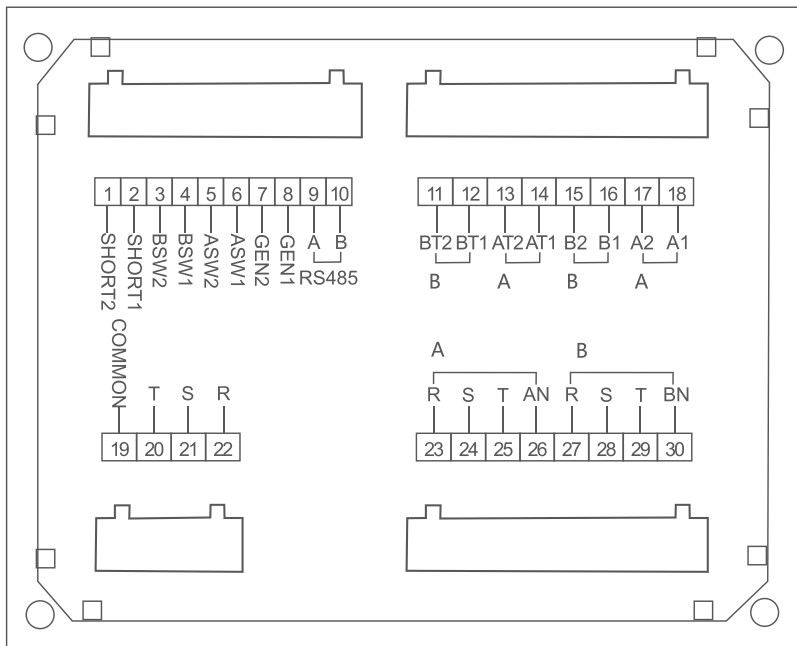 1 2 3 4 5 6 7 8 9 10
SHORT2 SHORT1 BSW2 BSW1 ASW2 ASW1 GEN2 GEN1 A B
RS485
11 12 13 14 15 16 17 18
BT2 BT1 AT2 AT1 B2 B1 A2 A1
B A B A
COMMON T S R
19 20 21 22
A B
R S T AN R S T BN
23 24 25 26 27 28 29 30